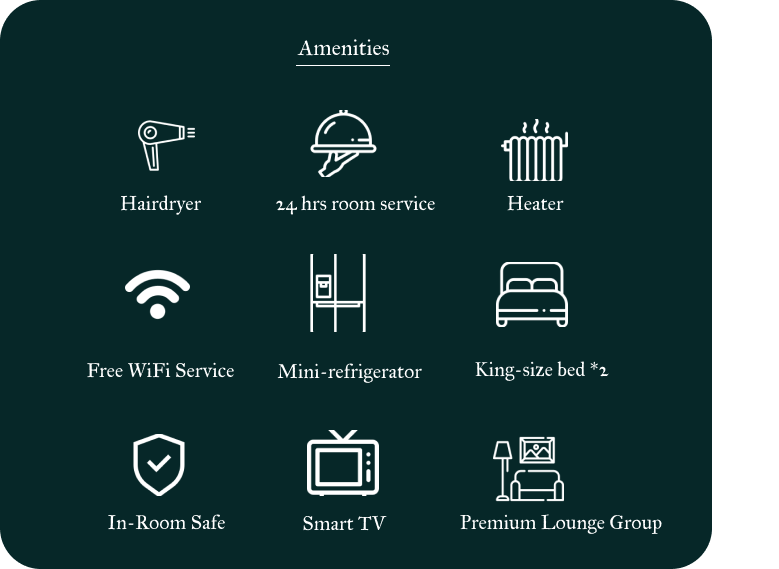 Amenities
Hairdryer
24 hrs room service
Heater
Free WiFi Service
Mini-refrigerator
King-size bed *2
In-Room Safe
Smart TV
Premium Lounge Group